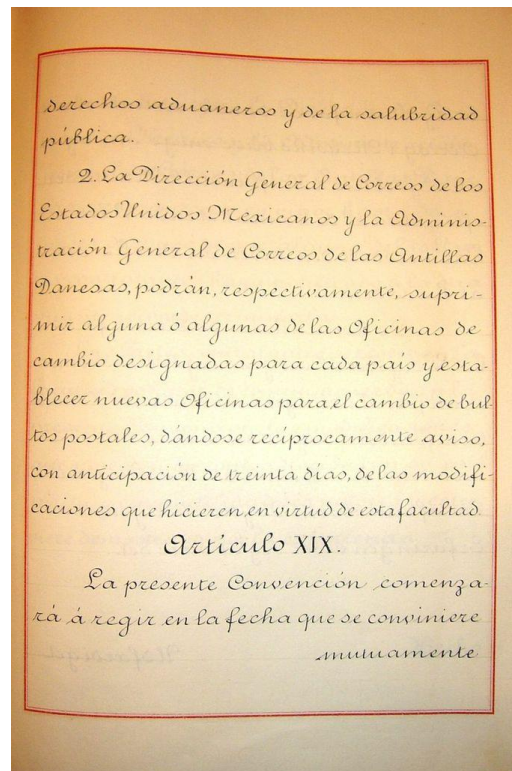 derechos aduaneros y de la salubridad
pública.
2. La Dirección General de Correos de los
Estados Unidos Mexicanos y la Adminis-
tración General de Correos de las Antillas
Danesas, podrán, respectivamente, supri-
mir alguna ó algunas de las Oficinas de
cambio designadas para cada país y esta-
blecer nuevas Oficinas para el cambio de bul-
tos postales, dándose recíprocamente aviso,
con anticipación de treinta días, de las modifi-
caciones que hicieren, en virtud de esta facultad.
Artículo XIX.
La presente Convención comenza-
rá á regir en la fecha que se conviniere
mutuamente